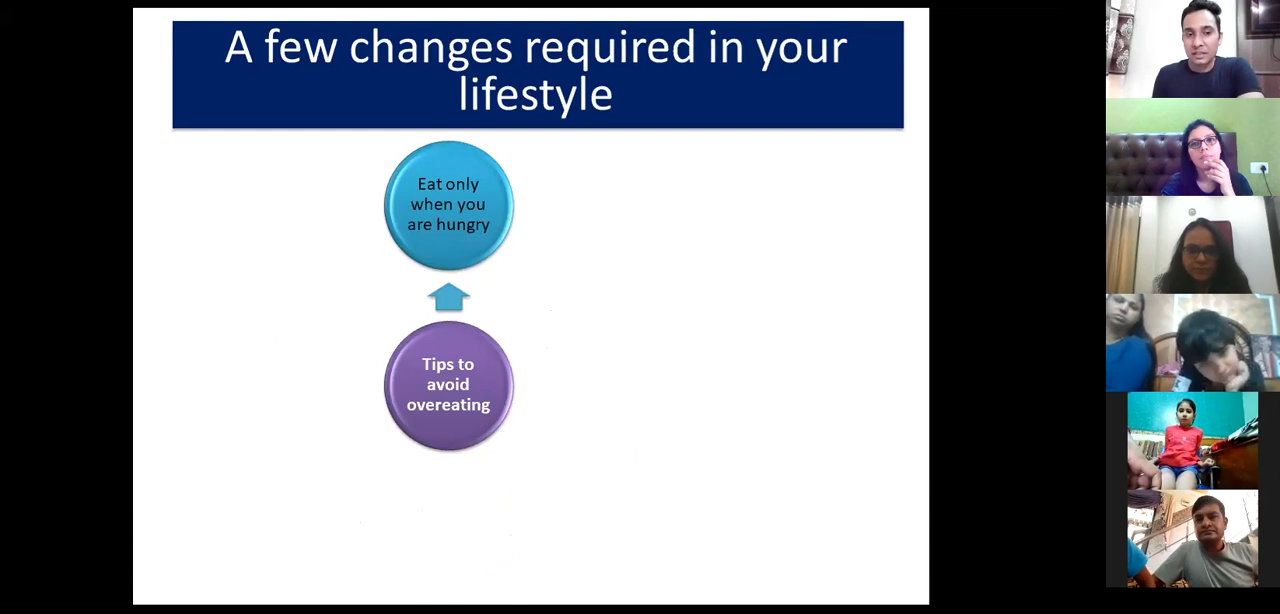 A few changes required in your
lifestyle
Eat only
when you
are hungry
Tips to
avoid
overeating